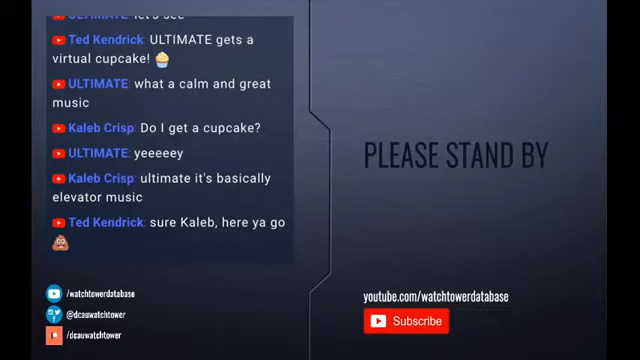 ULTIMATE: let's see
Ted Kendrick: ULTIMATE gets a
virtual cupcake! 🧁
ULTIMATE: what a calm and great
music
Kaleb Crisp: Do I get a cupcake?
ULTIMATE: yeeeeey
Kaleb Crisp: ultimate it's basically
elevator music
Ted Kendrick: sure Kaleb, here ya go
💩
/watchtowerdatabase
@dcauwatchtower
/dcauwatchtower
PLEASE STAND BY
youtube.com/watchtowerdatabase
Subscribe